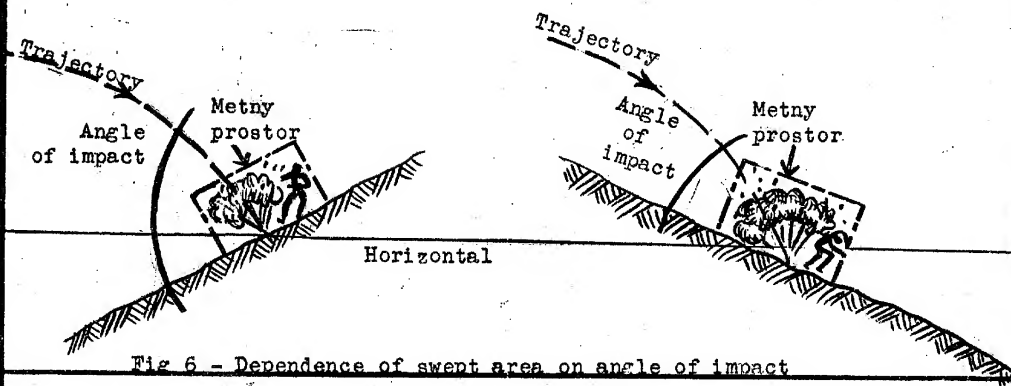 Trajectory
Metny
prostor
Angle
of impact
Trajectory
Metny
prostor
Angle
of
impact
Horizontal
Fig 6 - Dependence of swept area on angle of impact